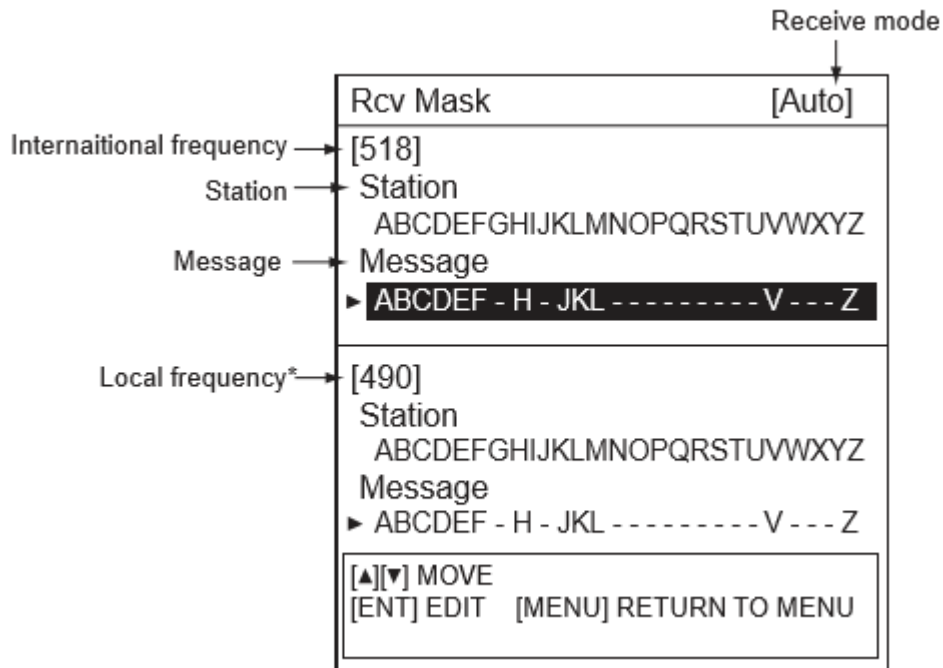 Receive mode
Rcv Mask [Auto]
Internaitional frequency [518]
Station Station
ABCDEFGHIJKLMNOPQRSTUVWXYZ
Message Message
► ABCDEF - H - JKL - - - - - - - - - V - - - Z
Local frequency* [490]
Station
ABCDEFGHIJKLMNOPQRSTUVWXYZ
Message
► ABCDEF - H - JKL - - - - - - - - - V - - - Z
[▲][▼] MOVE
[ENT] EDIT [MENU] RETURN TO MENU